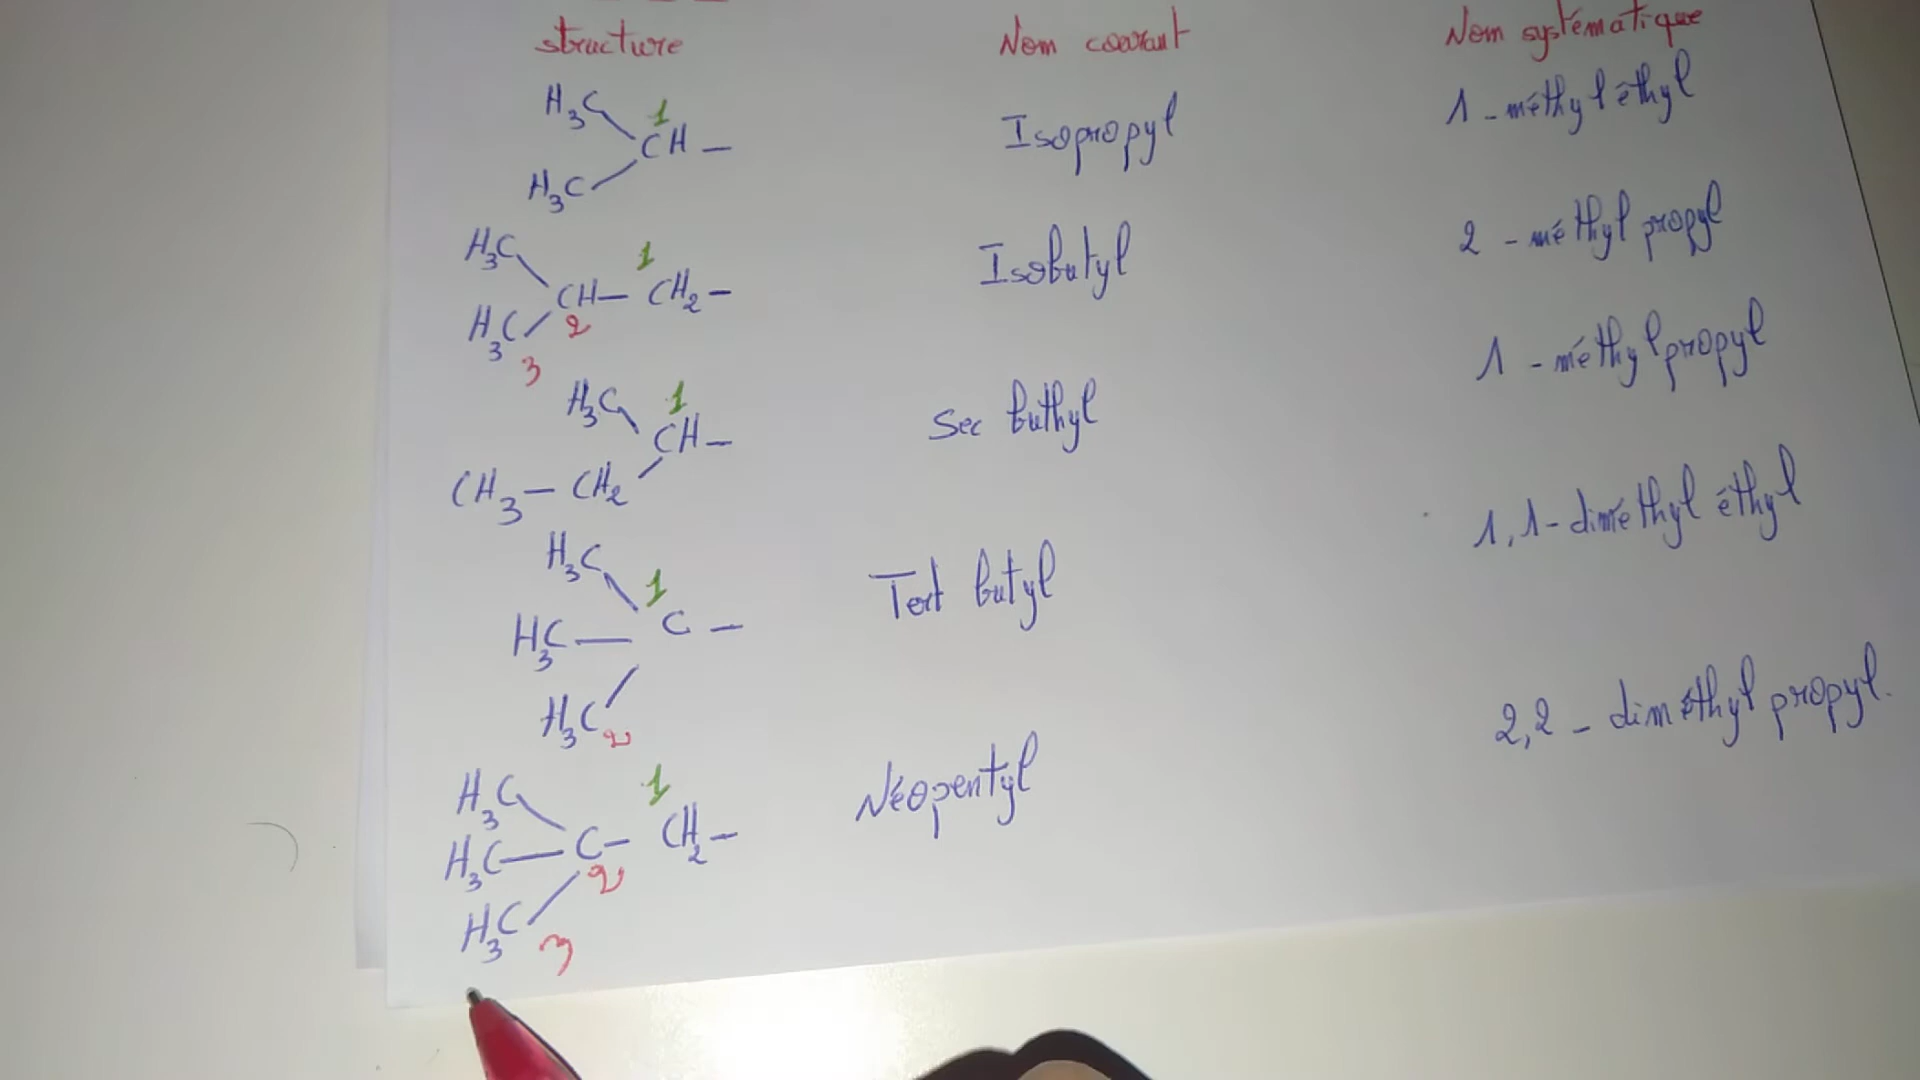 structure Nom courant Nom systématique
H3C 1
CH - Isopropyl 1 - méthyl éthyl
H3C
H3C 1
CH - CH2 - Isobutyl 2 - méthyl propyl
H3C 2
3
H3C 1
CH - Sec buthyl 1 - méthyl propyl
CH3 - CH2
H3C 1
H3C - C - Tert butyl 1,1 - diméthyl éthyl
H3C 2
H3C 1
H3C - C - CH2 - Néopentyl 2,2 - diméthyl propyl.
2
H3C 3